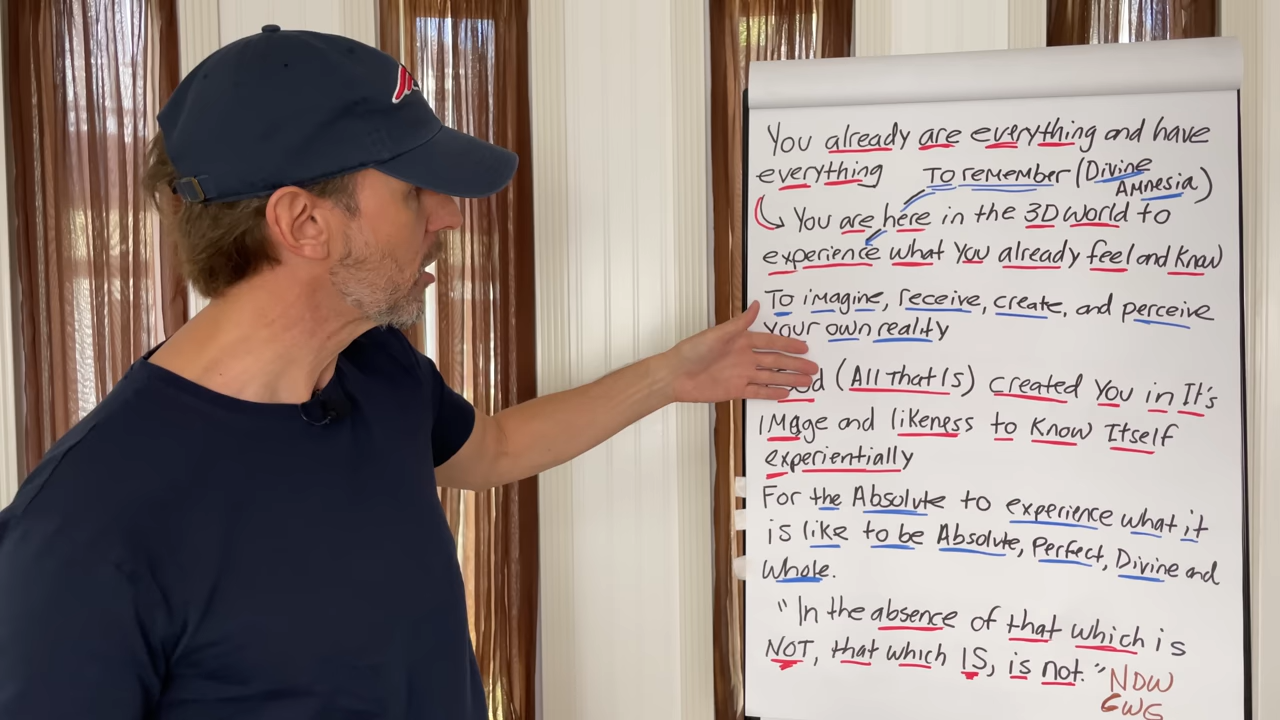 You already are everything and have
everything To remember (Divine
Amnesia)
You are here in the 3D world to
experience what you already feel and know
To imagine, receive, create, and perceive
your own reality
(All That Is) created you in It's
image and likeness to know Itself
experientially
For the Absolute to experience what it
is like to be Absolute, Perfect, Divine and
Whole.
"In the absence of that which is
NOT, that which IS, is not." NDW
CWG